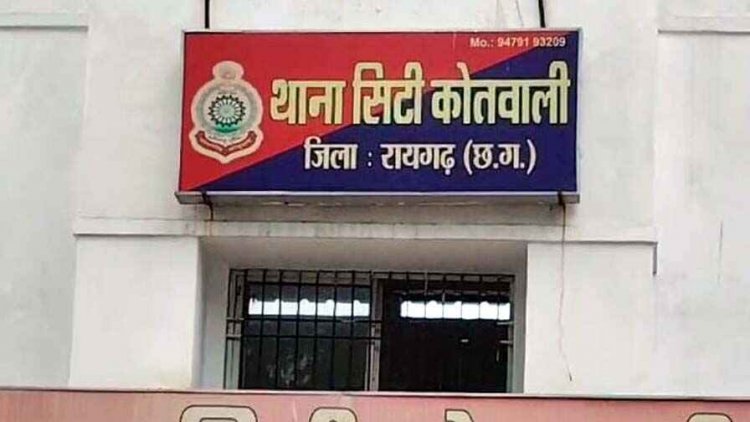 Mo.: 94791 93209
थाना सिटी कोतवाली
जिला : रायगढ़ (छ.ग.)